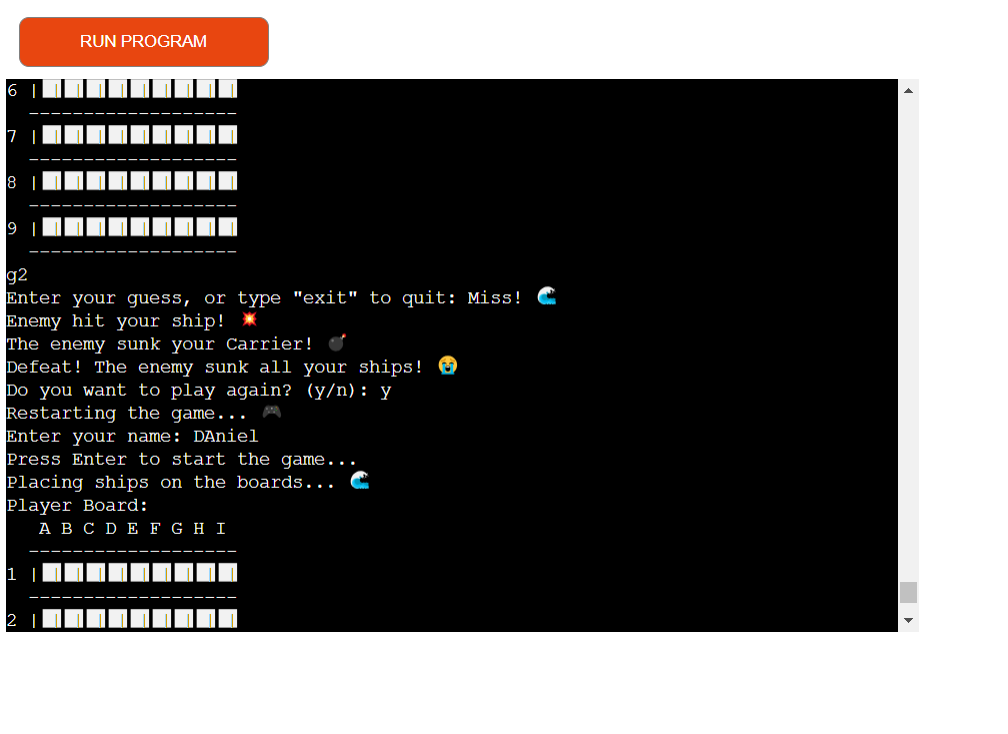 RUN PROGRAM
6 | | | | | | | | | |
-------------------
7 | | | | | | | | | |
-------------------
8 | | | | | | | | | |
-------------------
9 | | | | | | | | | |
-------------------
g2
Enter your guess, or type "exit" to quit: Miss! 🌊
Enemy hit your ship! 💥
The enemy sunk your Carrier! 💣
Defeat! The enemy sunk all your ships! 😭
Do you want to play again? (y/n): y
Restarting the game... 🎮
Enter your name: DAniel
Press Enter to start the game...
Placing ships on the boards... 🌊
Player Board:
A B C D E F G H I
-------------------
1 | | | | | | | | | |
-------------------
2 | | | | | | | | | |